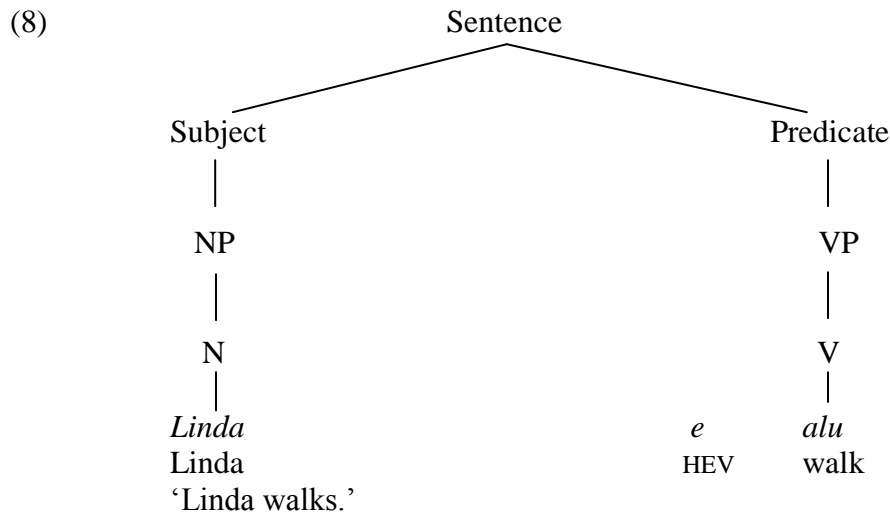 (8) Sentence
Subject Predicate
NP VP
N V
Linda e alu
Linda HEV walk
‘Linda walks.’